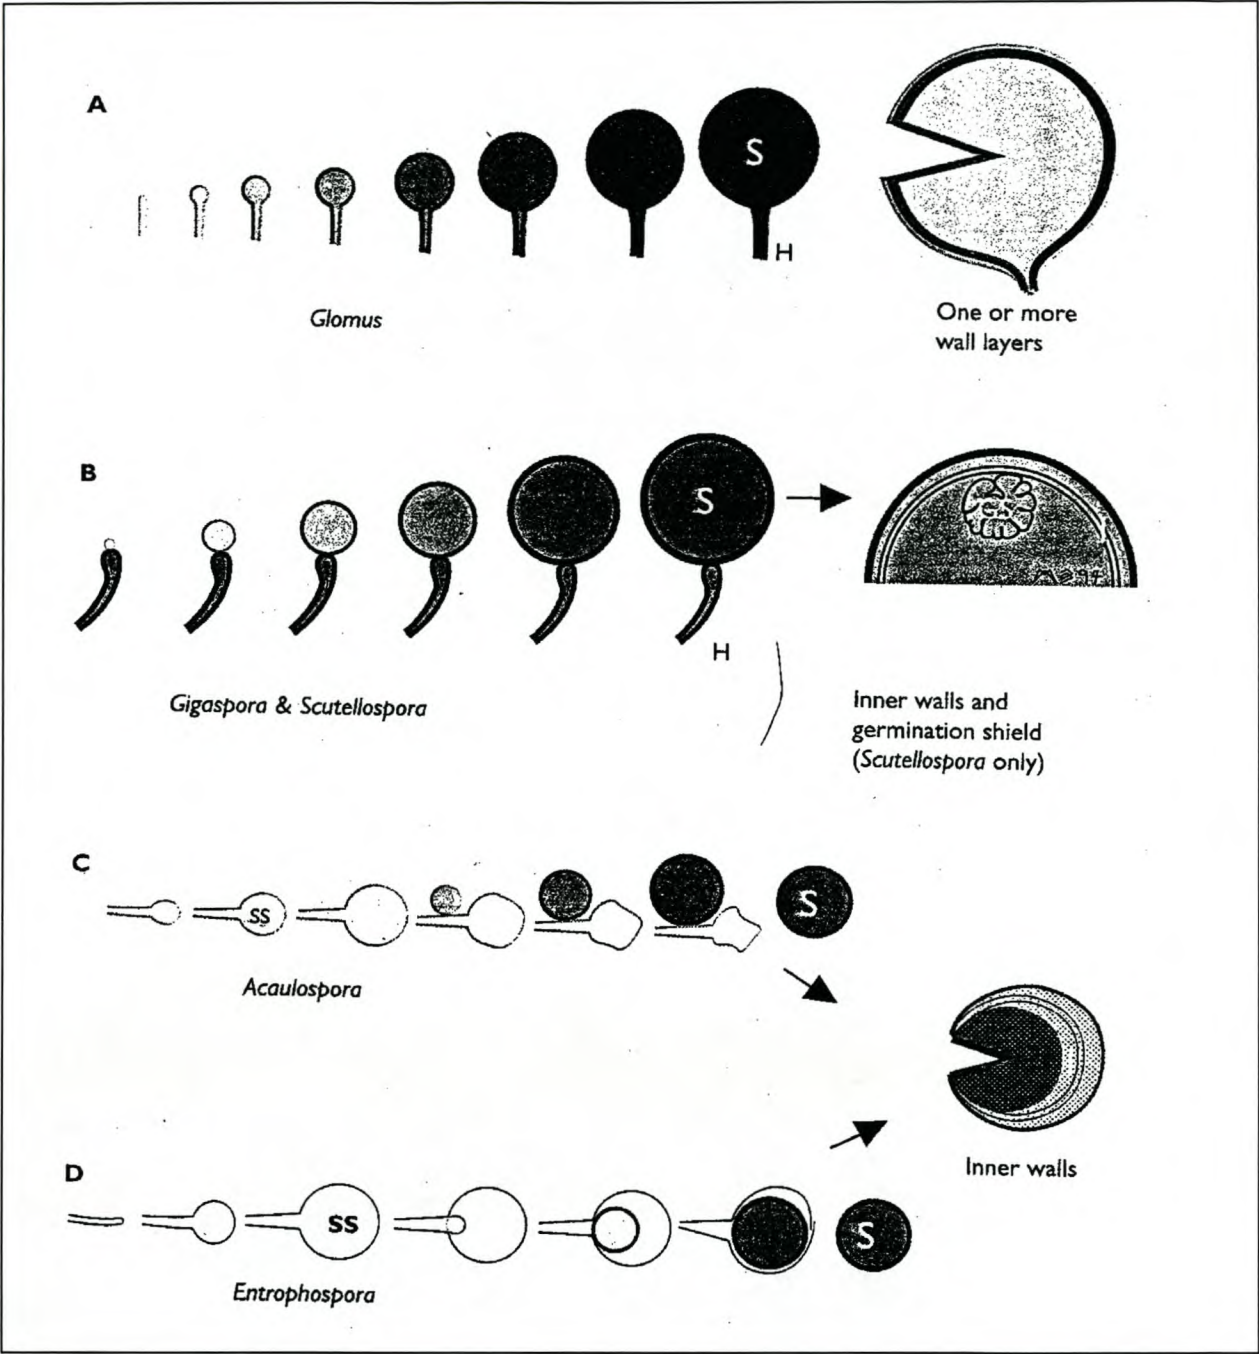 A
S
H
Glomus
One or more
wall layers
B
S
H
Gigaspora & Scutellospora
Inner walls and
germination shield
(Scutellospora only)
C
SS
S
Acaulospora
Inner walls
D
SS
S
Entrophospora